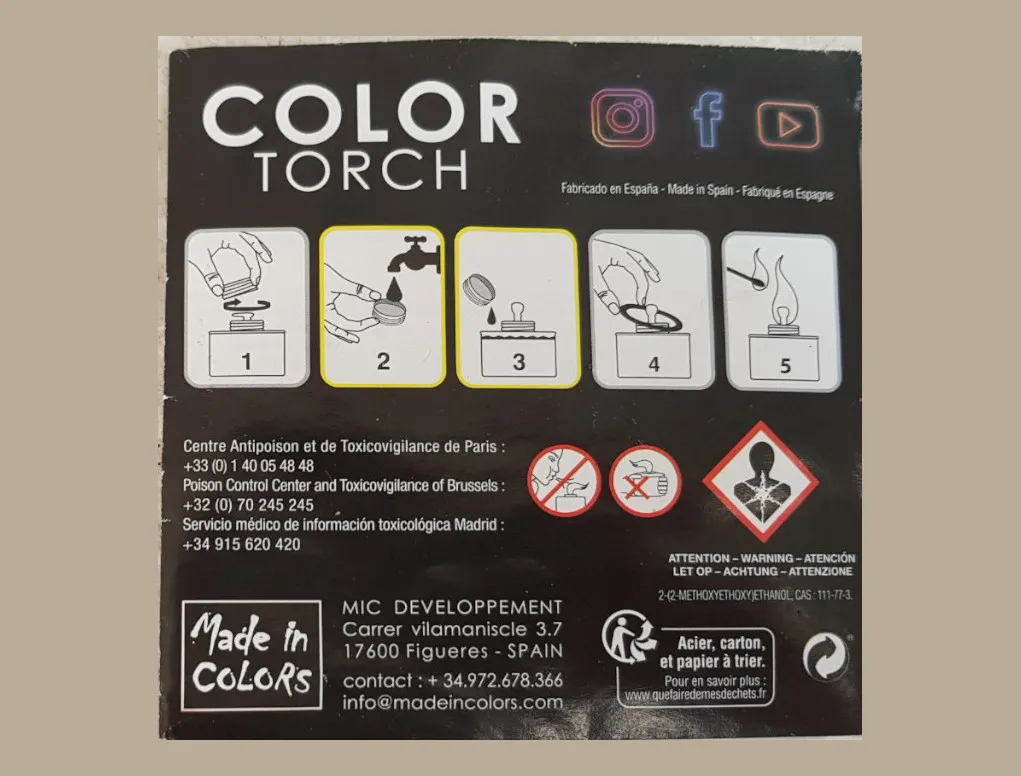 COLOR
TORCH
Fabricado en España - Made in Spain - Fabriqué en Espagne
1
2
3
4
5
Centre Antipoison et de Toxicovigilance de Paris :
+33 (0) 1 40 05 48 48
Poison Control Center and Toxicovigilance of Brussels :
+32 (0) 70 245 245
Servicio médico de información toxicológica Madrid :
+34 915 620 420
ATTENTION – WARNING – ATENCIÓN
LET OP – ACHTUNG – ATTENZIONE
2-(2-METHOXYETHOXY)ETHANOL, CAS : 111-77-3.
Made in
COLORS
MIC DEVELOPPEMENT
Carrer vilamaniscle 3.7
17600 Figueres - SPAIN
contact : + 34.972.678.366
info@madeincolors.com
Acier, carton,
et papier à trier.
Pour en savoir plus :
www.quefairedemesdechets.fr
®